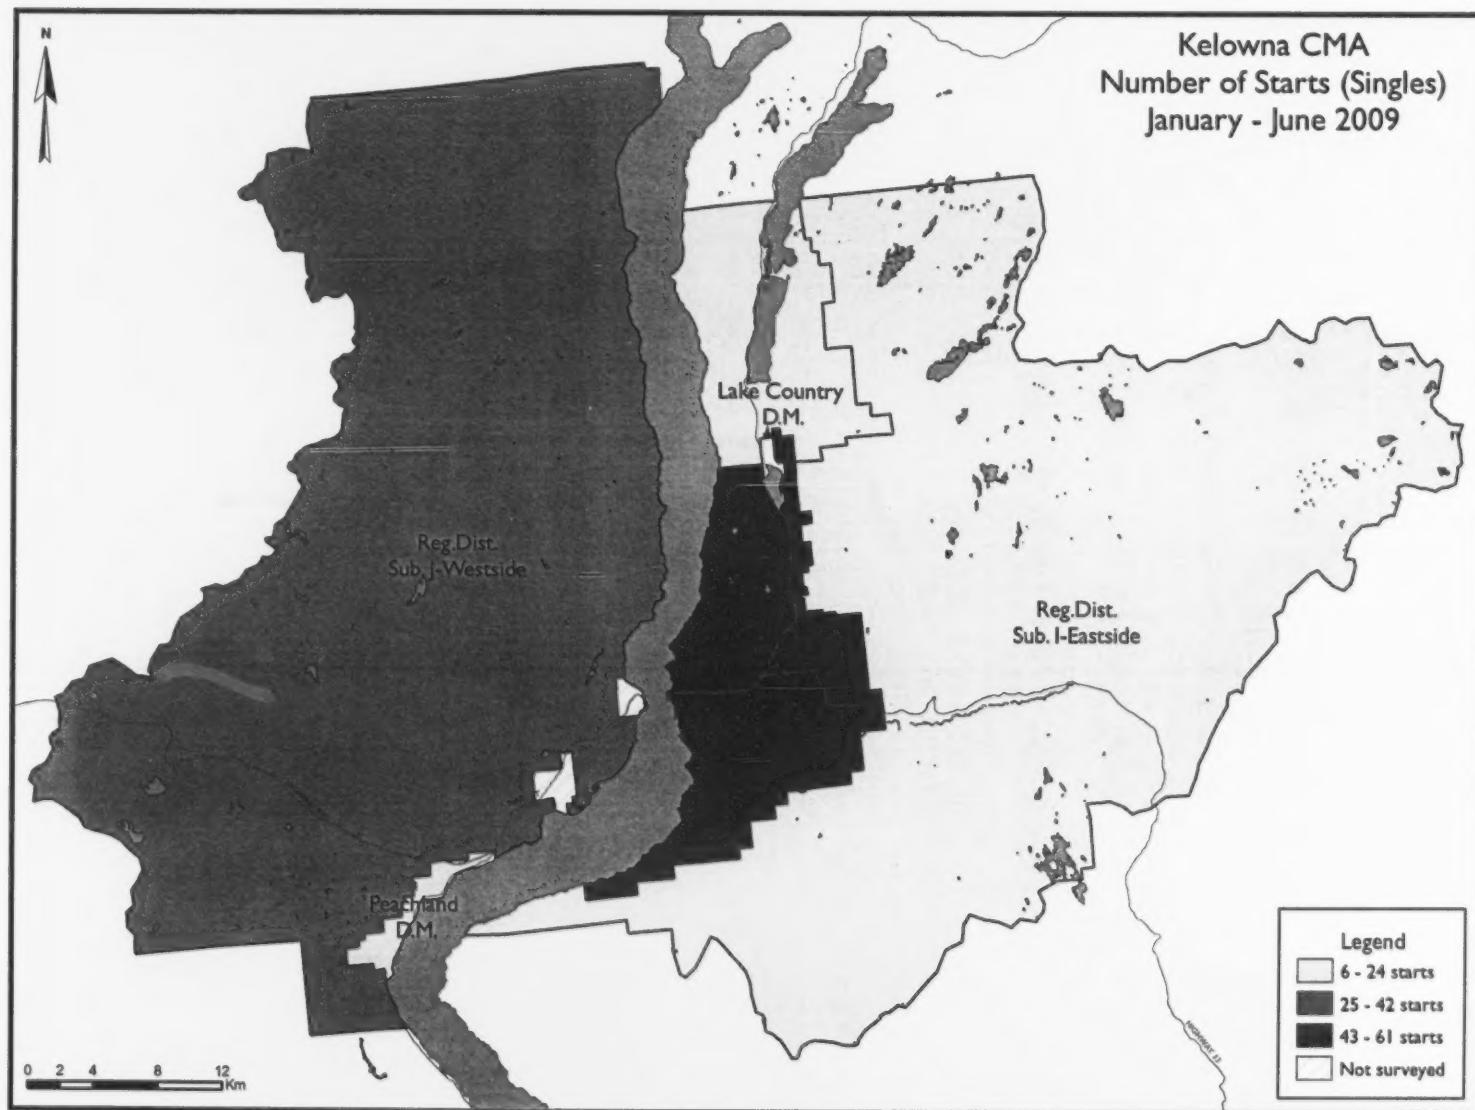 N
Kelowna CMA
Number of Starts (Singles)
January - June 2009
Lake Country
D.M.
Reg.Dist.
Sub. J-Westside
Reg.Dist.
Sub. I-Eastside
Peachland
D.M.
HIGHWAY 33
Legend
6 - 24 starts
25 - 42 starts
43 - 61 starts
Not surveyed
0 2 4 8 12
Km